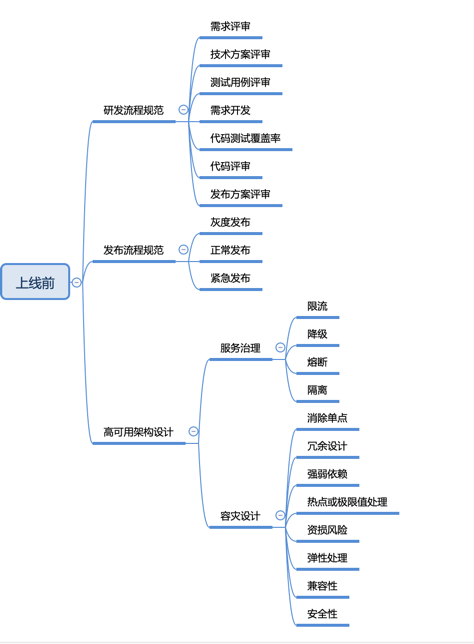 上线前
研发流程规范
需求评审
技术方案评审
测试用例评审
需求开发
代码测试覆盖率
代码评审
发布方案评审
发布流程规范
灰度发布
正常发布
紧急发布
高可用架构设计
服务治理
限流
降级
熔断
隔离
容灾设计
消除单点
冗余设计
强弱依赖
热点或极限值处理
资损风险
弹性处理
兼容性
安全性